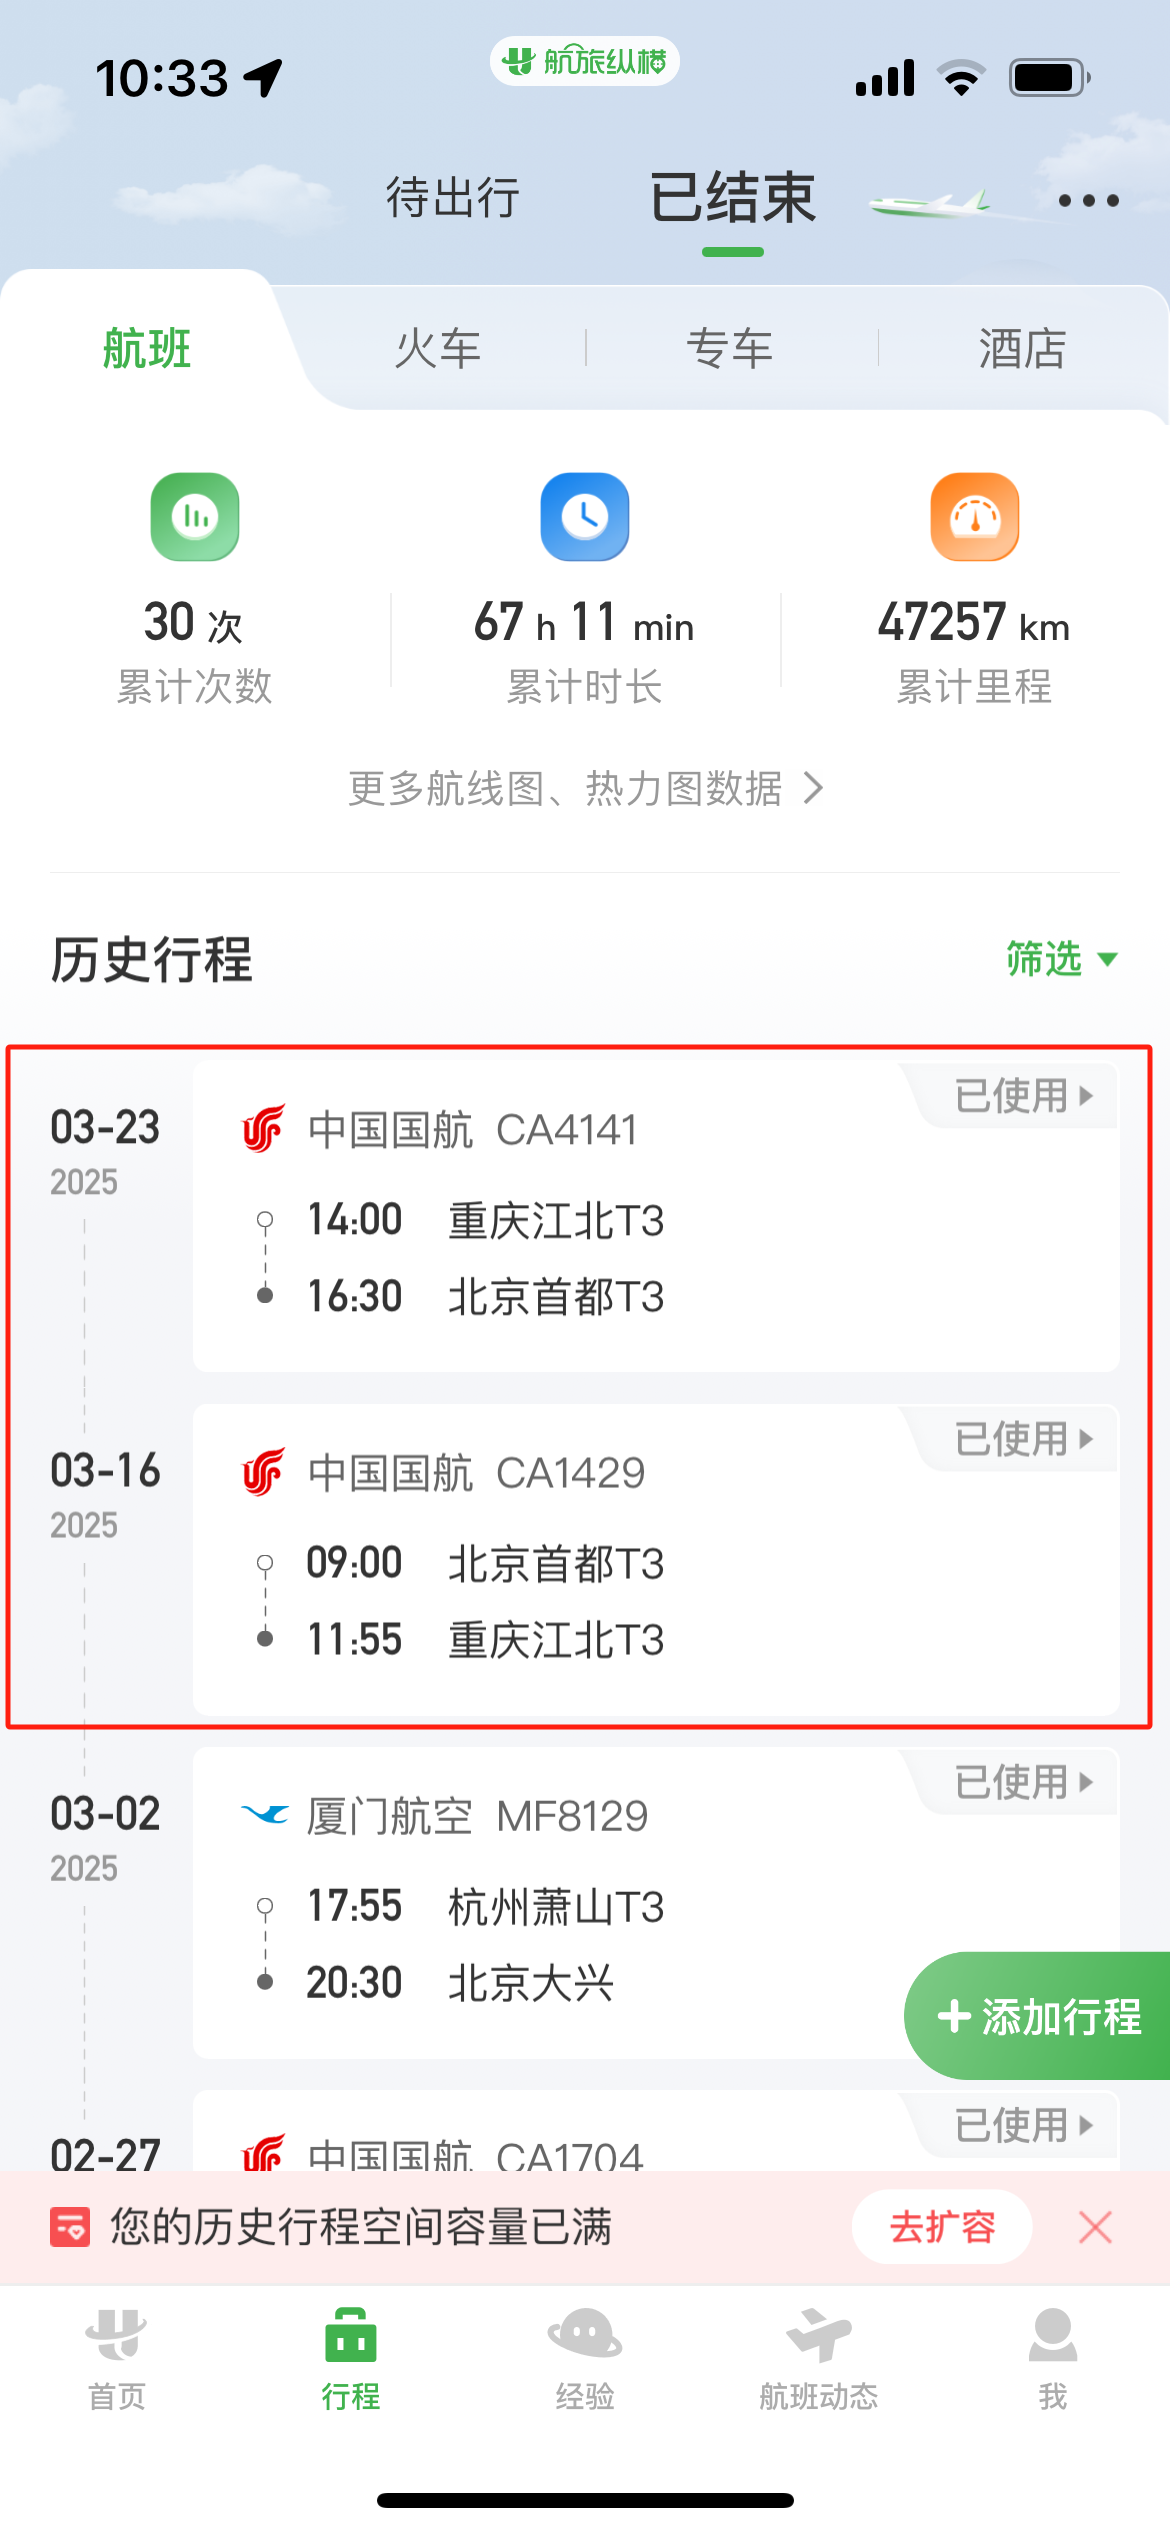 10:33
航旅纵横
待出行
已结束
航班
火车
专车
酒店
30 次
67 h 11 min
47257 km
累计次数
累计时长
累计里程
更多航线图、热力图数据
历史行程
筛选
03-23
2025
中国国航 CA4141
已使用
14:00 重庆江北T3
16:30 北京首都T3
03-16
2025
中国国航 CA1429
已使用
09:00 北京首都T3
11:55 重庆江北T3
03-02
2025
厦门航空 MF8129
已使用
17:55 杭州萧山T3
20:30 北京大兴
添加行程
02-27
中国国航 CA1704
已使用
您的历史行程空间容量已满
去扩容
首页
行程
经验
航班动态
我